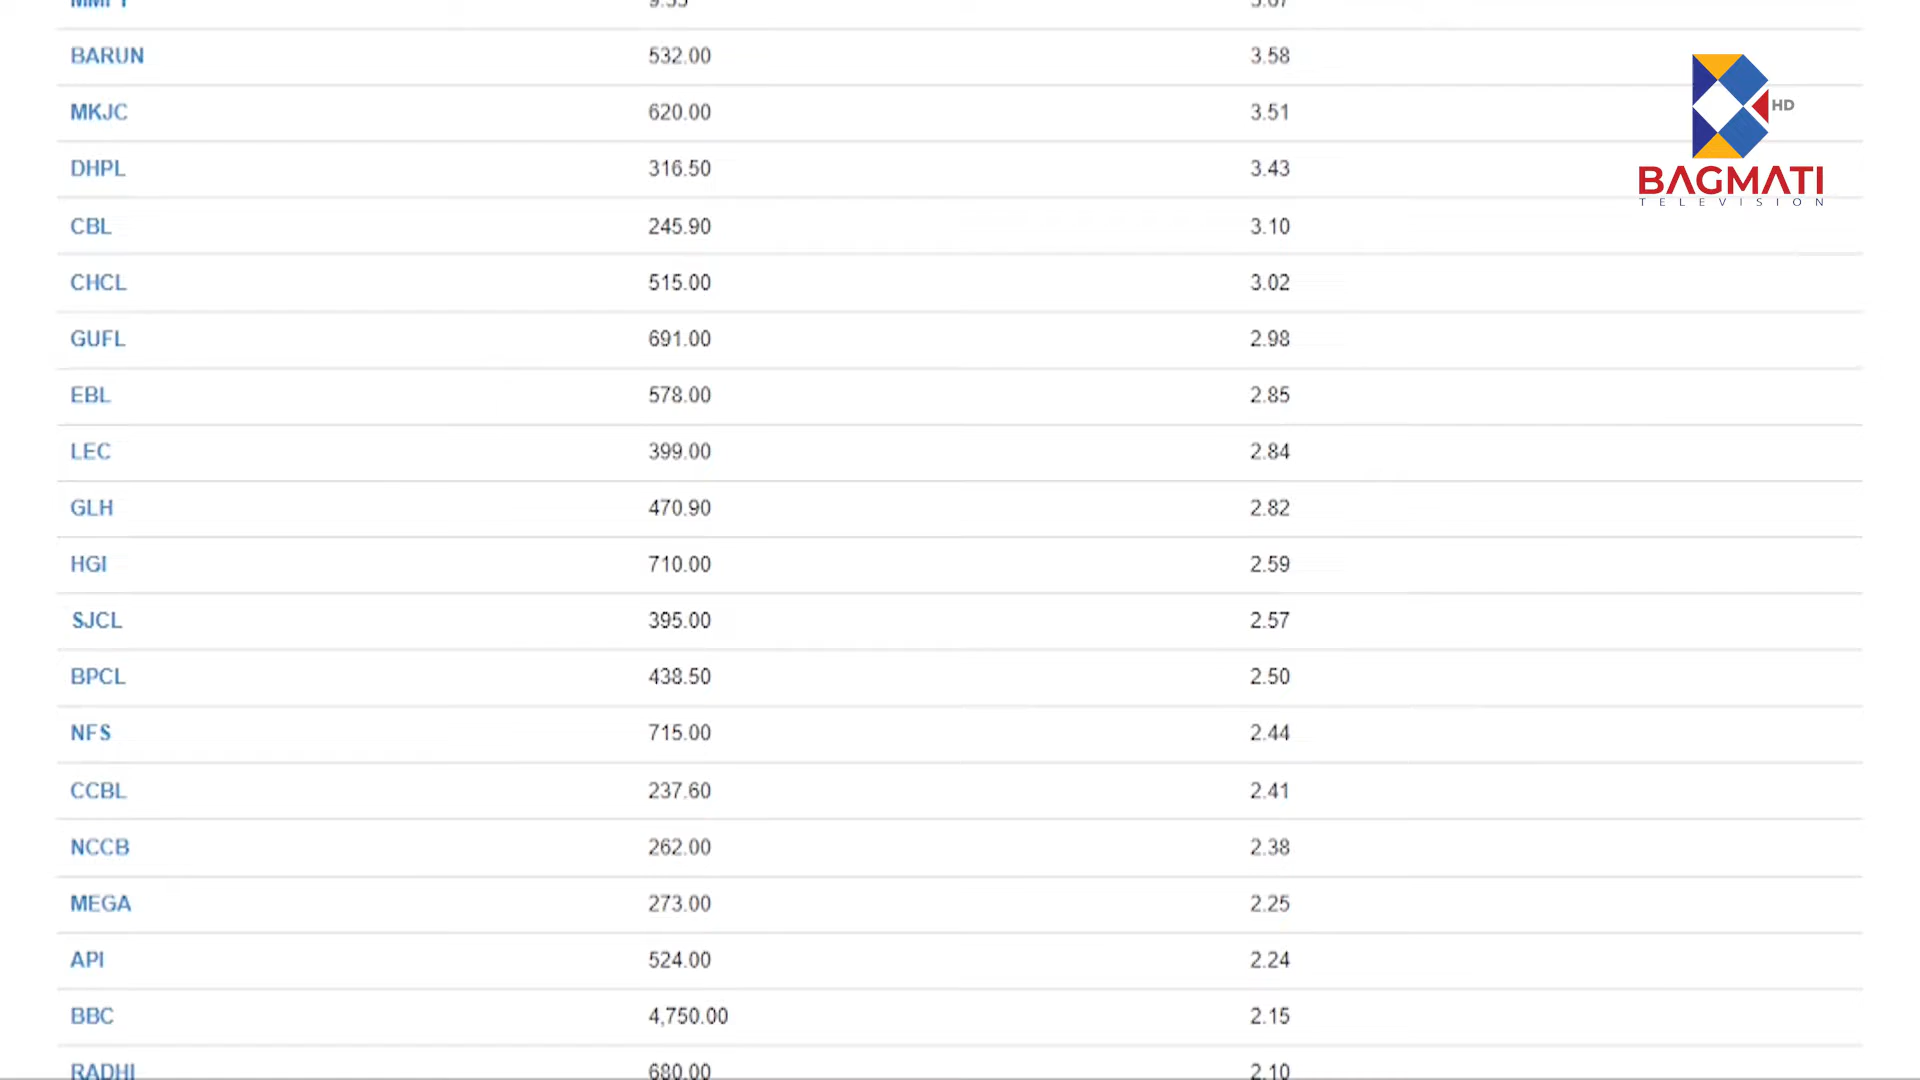 BARUN 532.00 3.58
MKJC 620.00 3.51
HD
DHPL 316.50 3.43
BAGMATI
TELEVISION
CBL 245.90 3.10
CHCL 515.00 3.02
GUFL 691.00 2.98
EBL 578.00 2.85
LEC 399.00 2.84
GLH 470.90 2.82
HGI 710.00 2.59
SJCL 395.00 2.57
BPCL 438.50 2.50
NFS 715.00 2.44
CCBL 237.60 2.41
NCCB 262.00 2.38
MEGA 273.00 2.25
API 524.00 2.24
BBC 4,750.00 2.15
RADHI 680.00 2.10